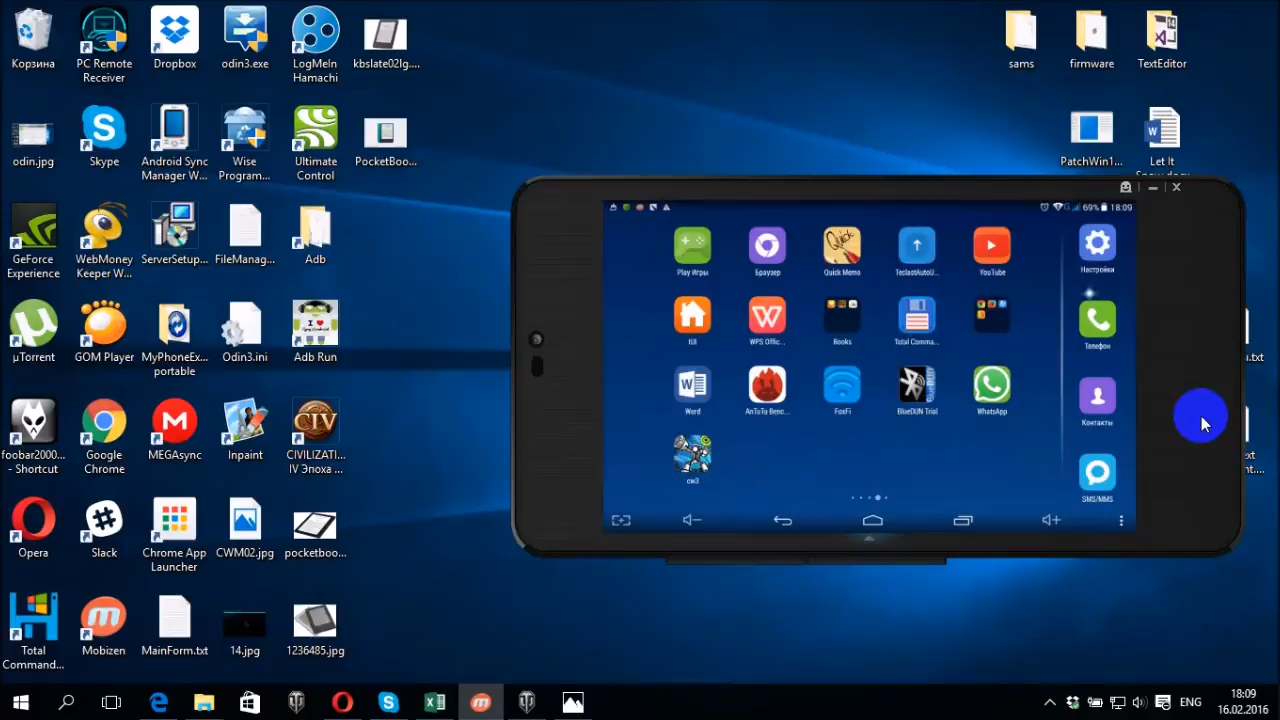 Корзина
PC Remote Receiver
Dropbox
odin3.exe
LogMeIn Hamachi
kbslate02lg....
sams
firmware
TextEditor
odin.jpg
Skype
Android Sync Manager W...
Wise Program...
Ultimate Control
PocketBoo...
PatchWin1...
Let It
GeForce Experience
WebMoney Keeper W...
ServerSetup...
FileManag...
Adb
µTorrent
GOM Player
MyPhoneEx... portable
Odin3.ini
Adb Run
foobar2000... - Shortcut
Google Chrome
MEGAsync
Inpaint
CIVILIZATI... IV Эпоха ...
Opera
Slack
Chrome App Launcher
CWM02.jpg
pocketboo...
Total Comman...
Mobizen
MainForm.txt
14.jpg
1236485.jpg
69% 18:09
Play Игры
Браузер
Quick Memo
TeclastAutoU...
YouTube
Настройки
tUI
WPS Offic...
Books
Total Comma...
Телефон
Word
AnTuTu Benc...
FoxFi
BlueDUN Trial
WhatsApp
Контакты
cw3
SMS/MMS
CIV
ENG
18:09
16.02.2016